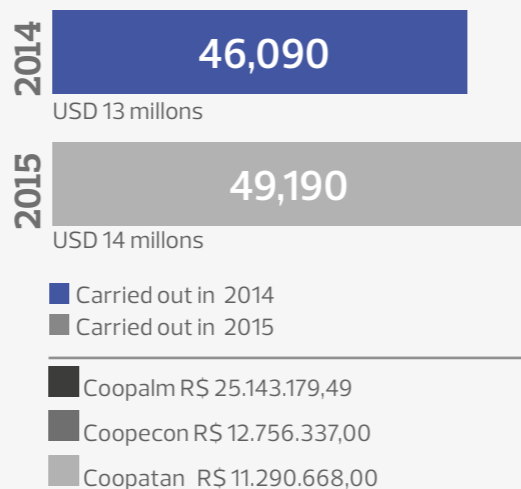 2014
46,090
USD 13 millons
2015
49,190
USD 14 millons
Carried out in 2014
Carried out in 2015
Coopalm R$ 25.143.179,49
Coopecon R$ 12.756.337,00
Coopatan R$ 11.290.668,00